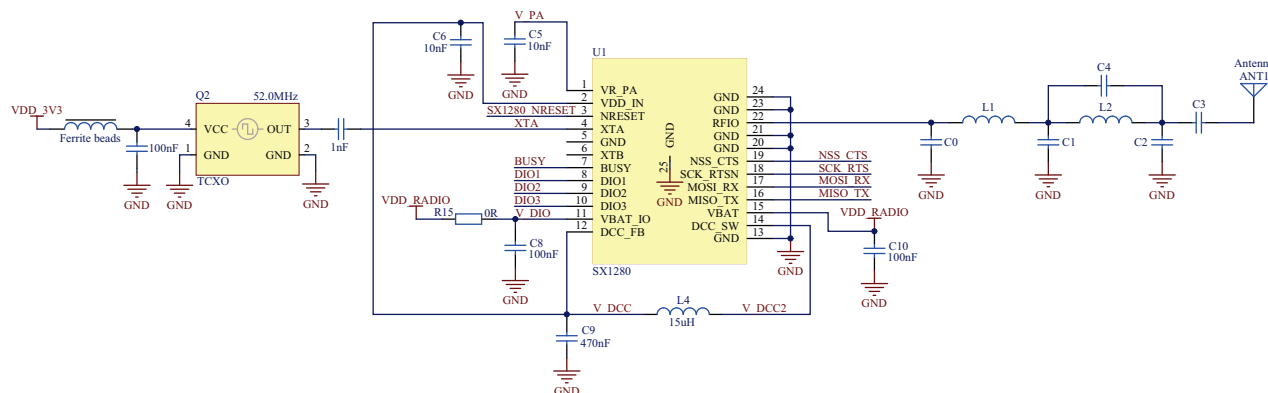 V_PA
C6
10nF
C5
10nF
GND
GND
U1
VDD_3V3
Ferrite beads
100nF
GND
Q2
52.0MHz
4
VCC
OUT
3
1
GND
GND
2
TCXO
GND
GND
1nF
SX1280_NRESET
XTA
BUSY
DIO1
DIO2
DIO3
VDD_RADIO
R15
0R
V_DIO
C8
100nF
GND
1
VR_PA
2
VDD_IN
3
NRESET
4
XTA
5
GND
6
XTB
7
BUSY
8
DIO1
9
DIO2
10
DIO3
11
VBAT_IO
12
DCC_FB
GND
25
GND
24
GND
23
GND
22
RFIO
21
GND
20
GND
19
NSS_CTS
18
SCK_RTSN
17
MOSI_RX
16
MISO_TX
15
VBAT
14
DCC_SW
13
GND
SX1280
NSS_CTS
SCK_RTS
MOSI_RX
MISO_TX
VDD_RADIO
C10
100nF
GND
GND
V_DCC
L4
15uH
V_DCC2
C9
470nF
GND
C0
GND
L1
C1
GND
C4
L2
C2
GND
C3
Antenn
ANT1